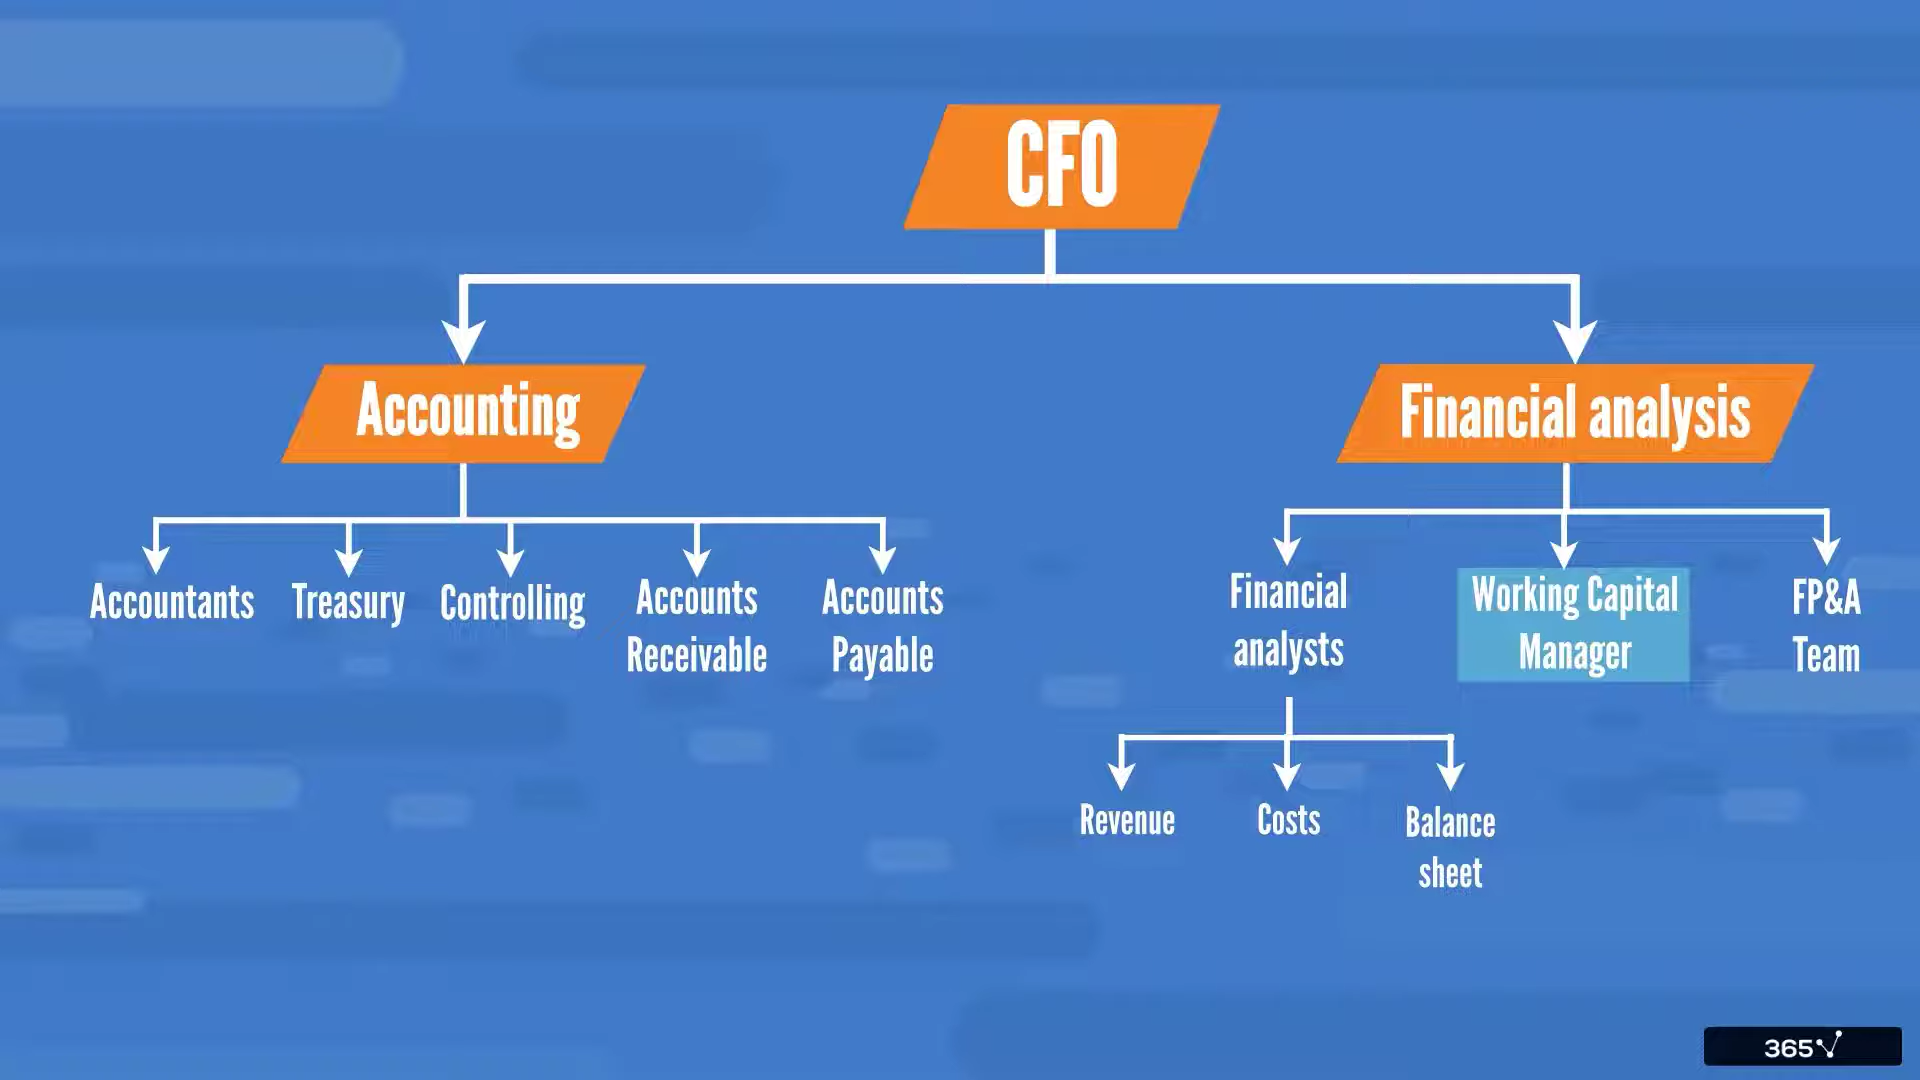 CFO
Accounting
Financial analysis
Accountants
Treasury
Controlling
Accounts
Receivable
Accounts
Payable
Financial
analysts
Working Capital
Manager
FP&A
Team
Revenue
Costs
Balance
sheet
365